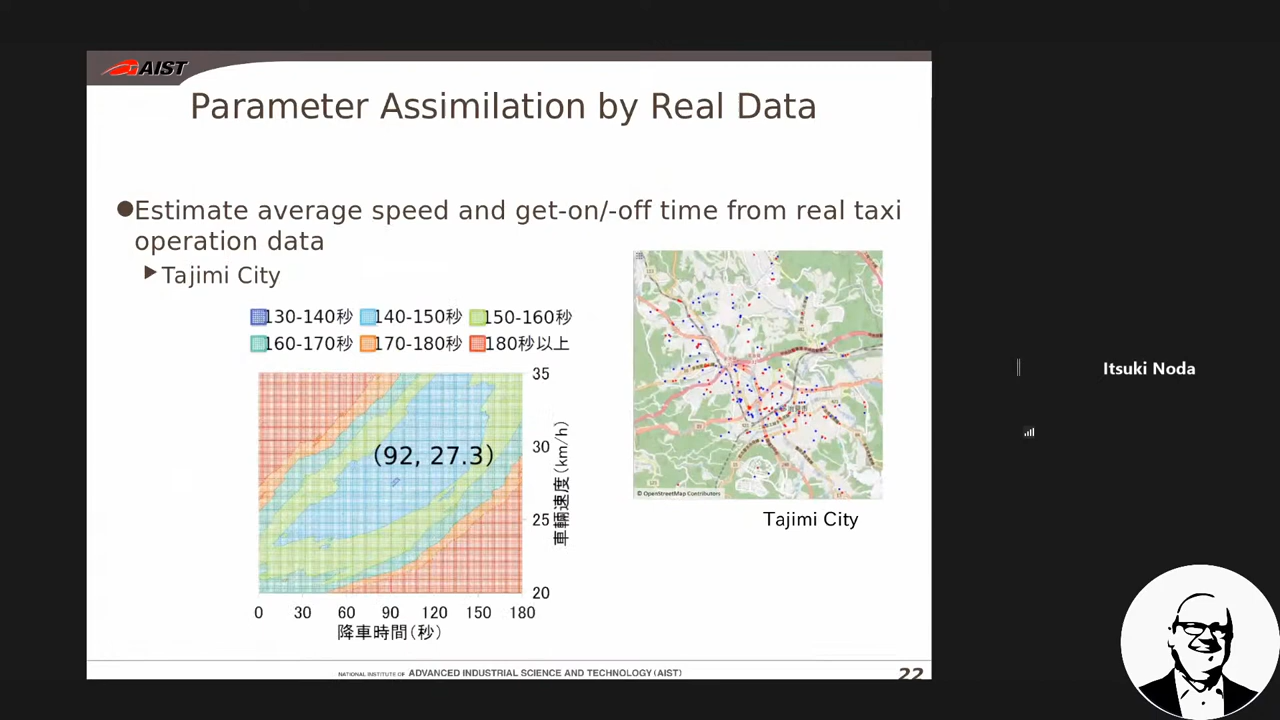 AIST
Parameter Assimilation by Real Data
●Estimate average speed and get-on/-off time from real taxi
operation data
▶Tajimi City
130-140秒 140-150秒 150-160秒
160-170秒 170-180秒 180秒以上
35
30
25
20
車輛速度(km/h)
(92, 27.3)
0 30 60 90 120 150 180
降車時間(秒)
© OpenStreetMap Contributors
Tajimi City
Itsuki Noda
NATIONAL INSTITUTE OF ADVANCED INDUSTRIAL SCIENCE AND TECHNOLOGY (AIST)
22